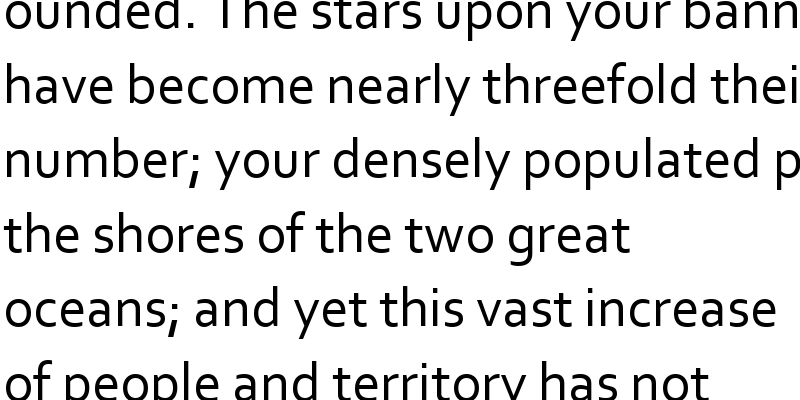 ounded. The stars upon your bann
have become nearly threefold thei
number; your densely populated p
the shores of the two great
oceans; and yet this vast increase
of people and territory has not